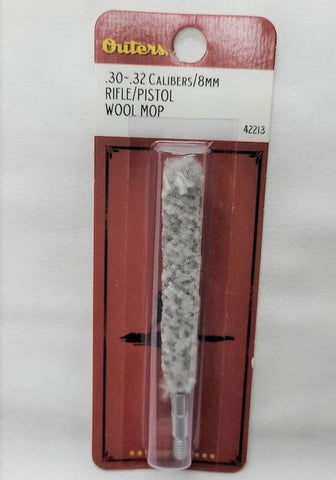 Outers.
.30-.32 CALIBERS/8MM
RIFLE/PISTOL
WOOL MOP
42213